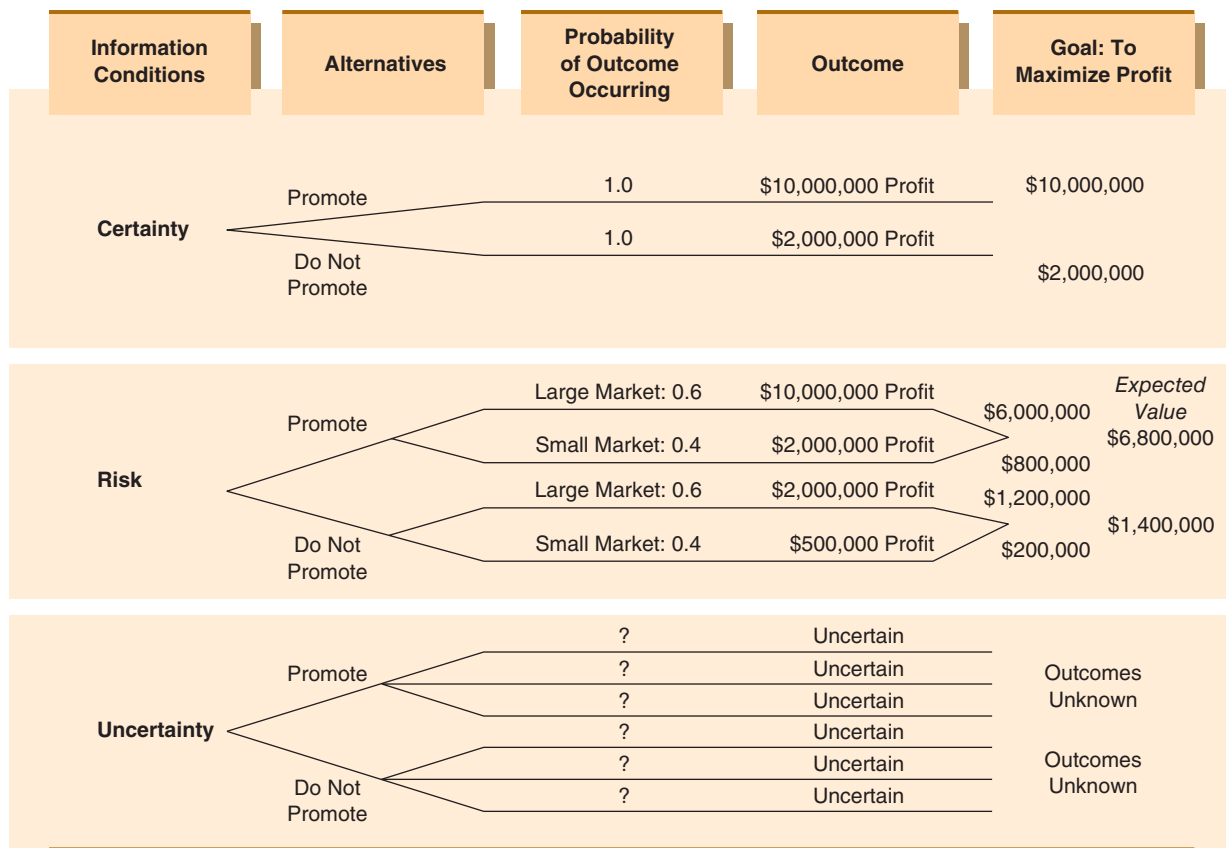 Information
Conditions
Alternatives
Probability
of Outcome
Occurring
Outcome
Goal: To
Maximize Profit
Certainty
Promote
1.0
$10,000,000 Profit
$10,000,000
1.0
$2,000,000 Profit
Do Not
Promote
$2,000,000
Risk
Expected
Value
Promote
Large Market: 0.6
$10,000,000 Profit
$6,000,000
$6,800,000
Small Market: 0.4
$2,000,000 Profit
$800,000
Large Market: 0.6
$2,000,000 Profit
$1,200,000
$1,400,000
Do Not
Promote
Small Market: 0.4
$500,000 Profit
$200,000
Uncertainty
Promote
? Uncertain
? Uncertain
? Uncertain
Outcomes
Unknown
Do Not
Promote
? Uncertain
? Uncertain
? Uncertain
Outcomes
Unknown